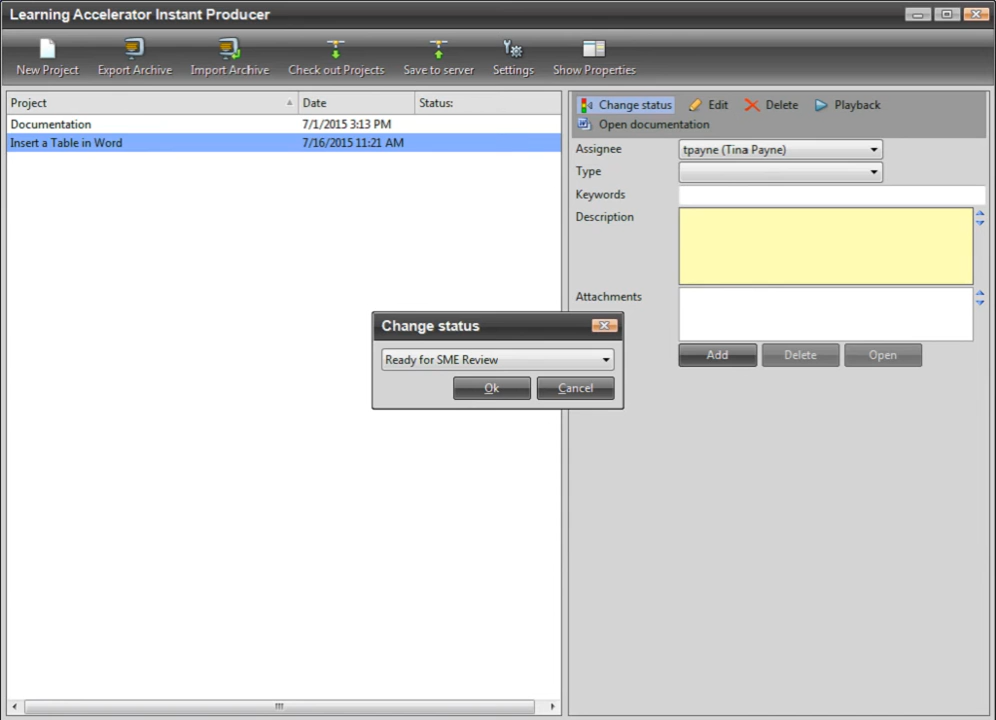 Learning Accelerator Instant Producer
New Project Export Archive Import Archive Check out Projects Save to server Settings Show Properties
Project Date Status:
Documentation 7/1/2015 3:13 PM
Insert a Table in Word 7/16/2015 11:21 AM
Change status Edit Delete Playback
Open documentation
Assignee tpayne (Tina Payne)
Type
Keywords
Description
Attachments
Add Delete Open
Change status
Ready for SME Review
Ok Cancel